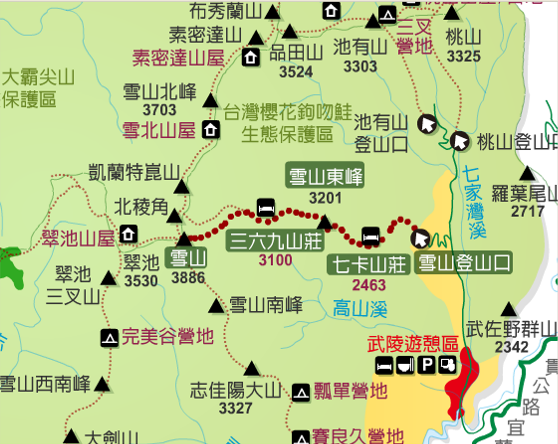 布秀蘭山
素密達山
素密達山屋
品田山
3524
池有山
3303
三叉
營地
桃山
3325
大霸尖山
保護區
雪山北峰
3703
雪北山屋
台灣櫻花鉤吻鮭
生態保護區
池有山
登山口
桃山登山口
凱蘭特崑山
雪山東峰
3201
七家灣溪
羅葉尾山
2717
北稜角
翠池山屋
三六九山莊
3100
雪山
3886
翠池
3530
七卡山莊
2463
雪山登山口
翠池
三叉山
雪山南峰
高山溪
完美谷營地
武陵遊憩區
P
武佐野群山
2342
雪山西南峰
志佳陽大山
3327
瓢單營地
大劍山
賽良久營地
公
路
宜